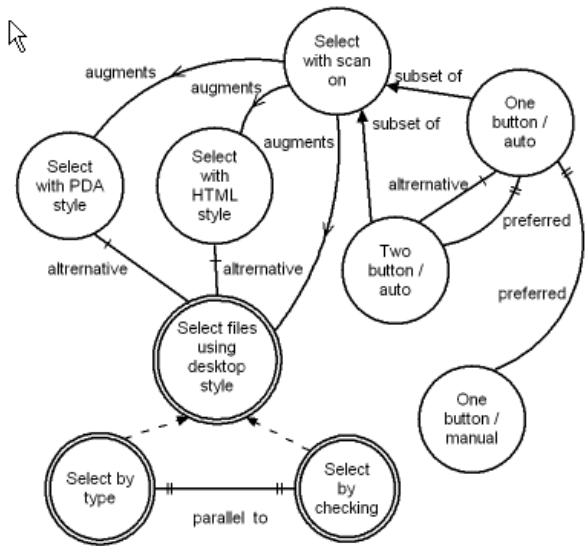 Select
with scan
on
augments
augments
augments
subset of
subset of
One
button /
auto
Select
with PDA
style
Select
with
HTML
style
altrernative
preferred
Two
button /
auto
altrernative
altrernative
preferred
Select files
using
desktop
style
One
button /
manual
Select by
type
Select
by
checking
parallel to